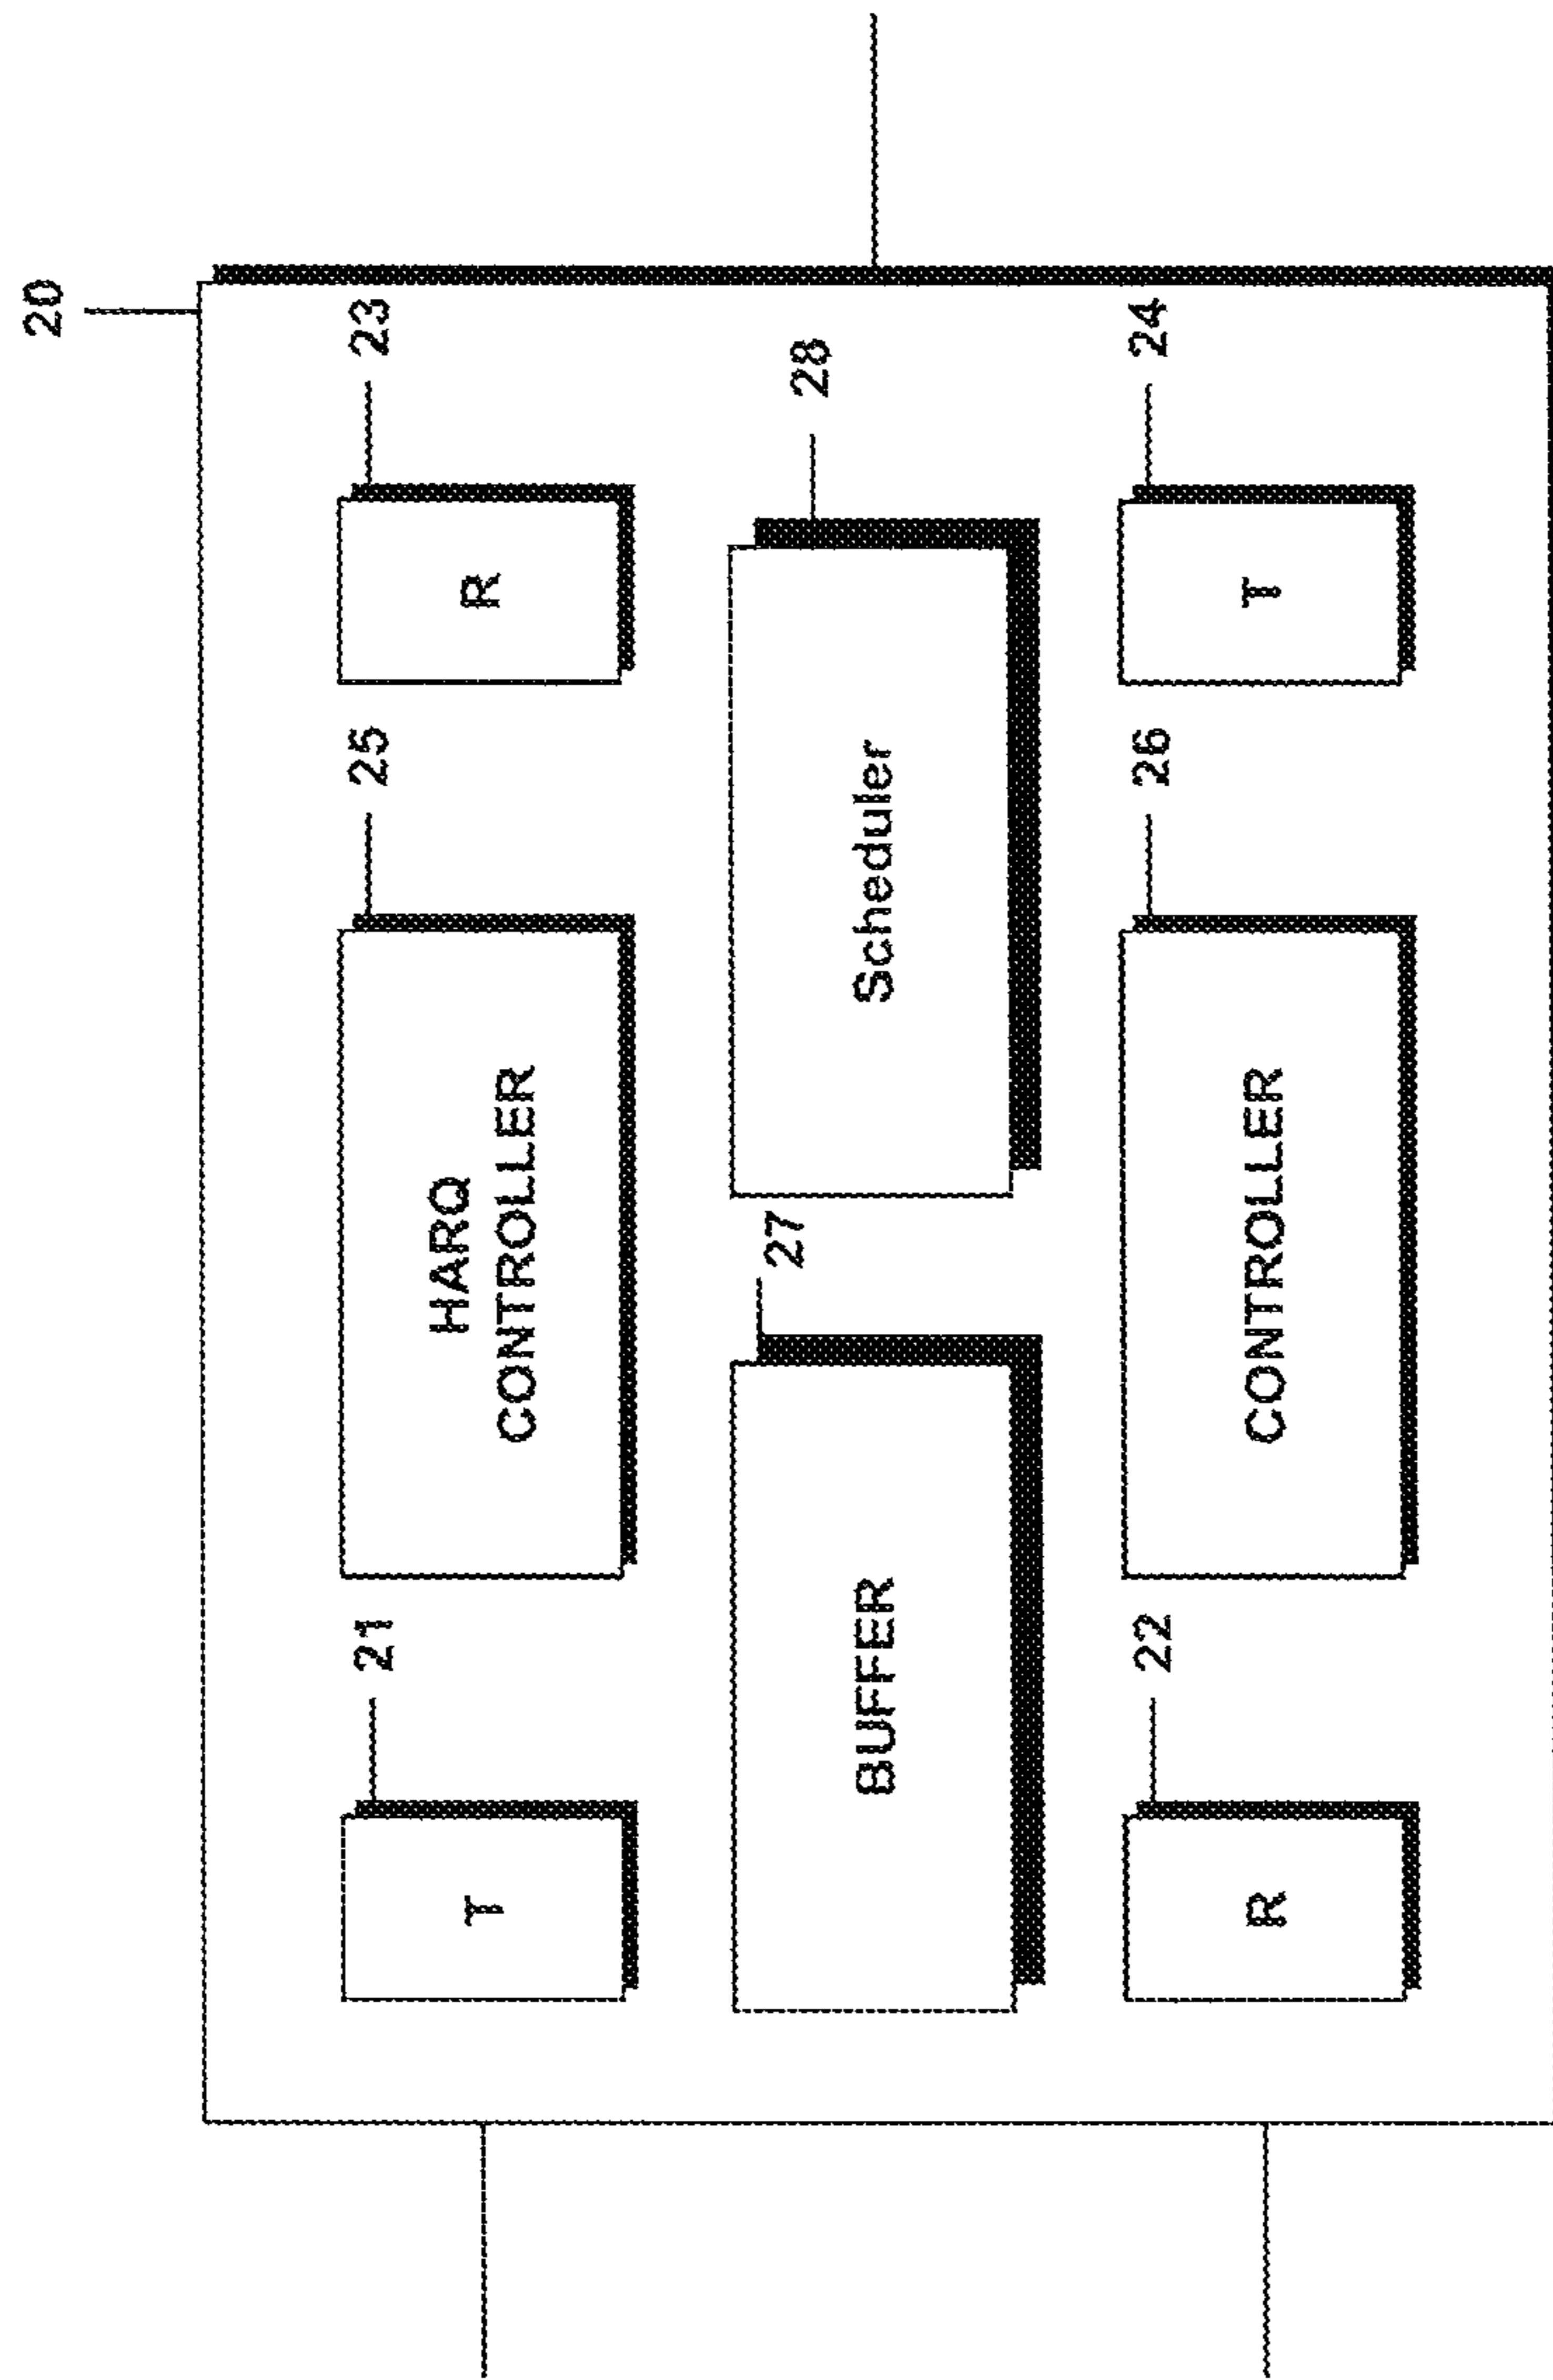 20
21
25
23
T
HARQ
CONTROLLER
R
27
28
BUFFER
Scheduler
22
26
24
R
CONTROLLER
T